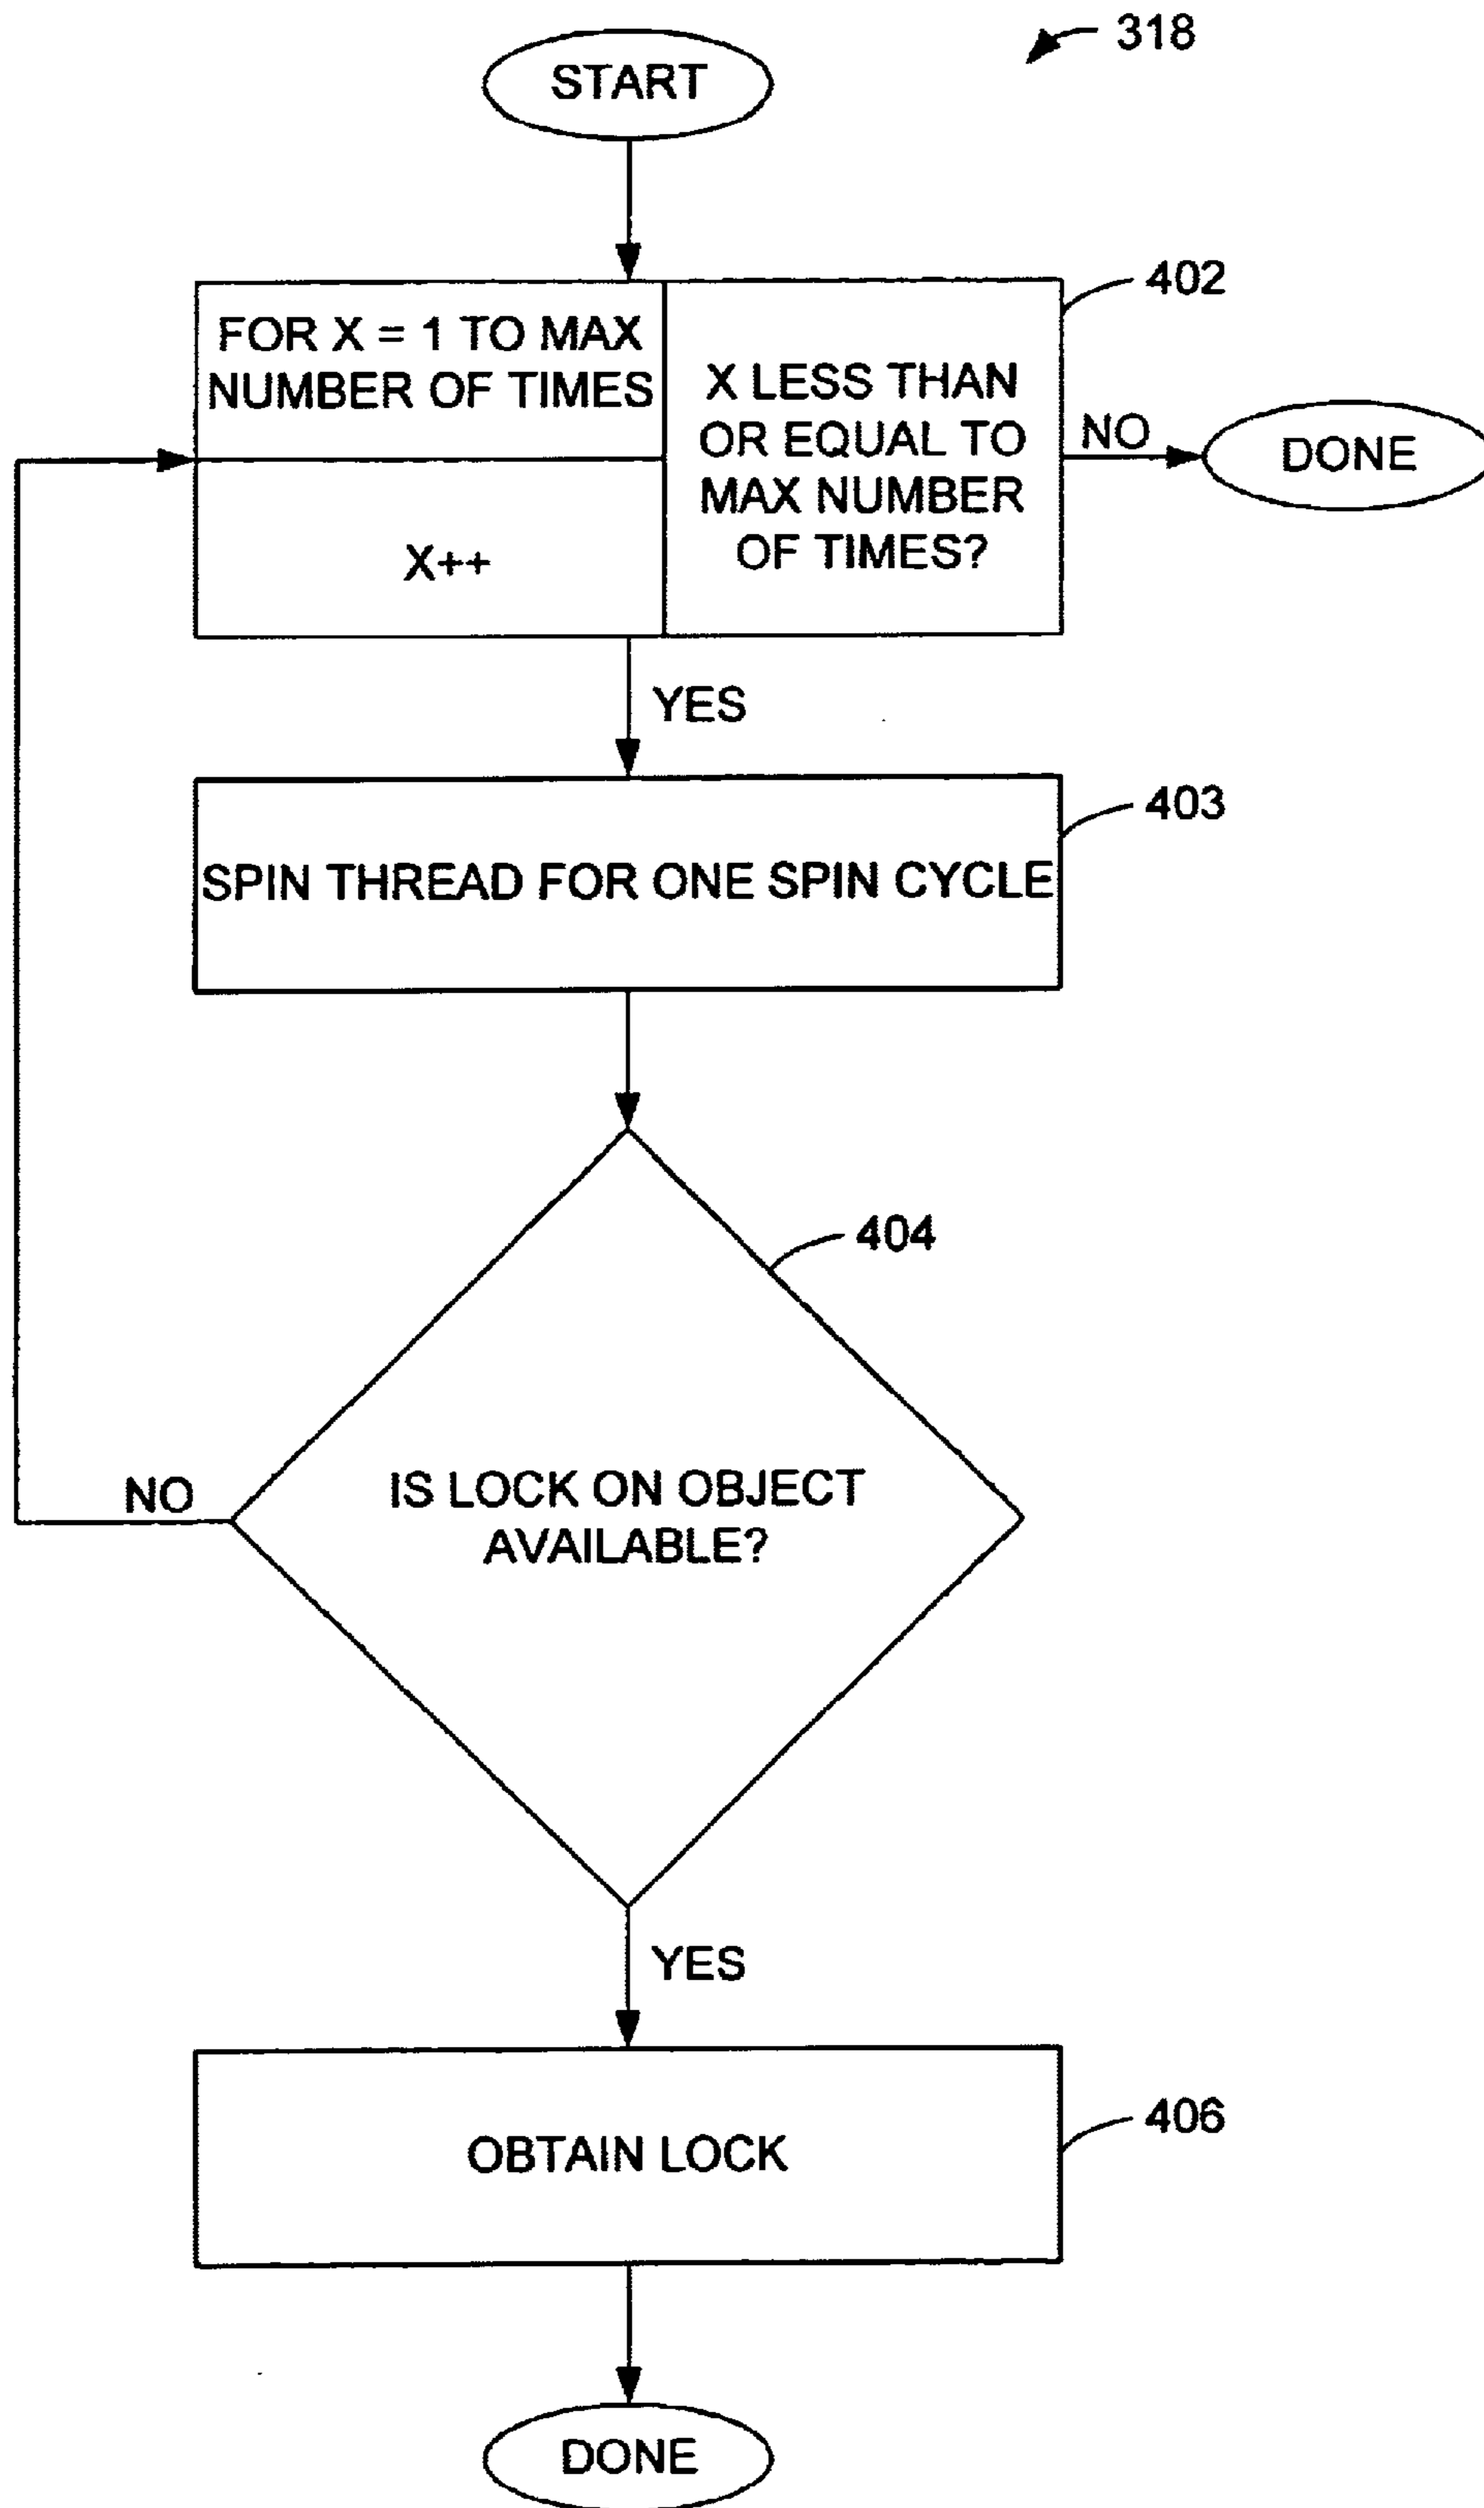 318
START
402
FOR X = 1 TO MAX
NUMBER OF TIMES
X++
X LESS THAN
OR EQUAL TO
MAX NUMBER
OF TIMES?
NO
DONE
YES
403
SPIN THREAD FOR ONE SPIN CYCLE
404
IS LOCK ON OBJECT
AVAILABLE?
NO
YES
406
OBTAIN LOCK
DONE